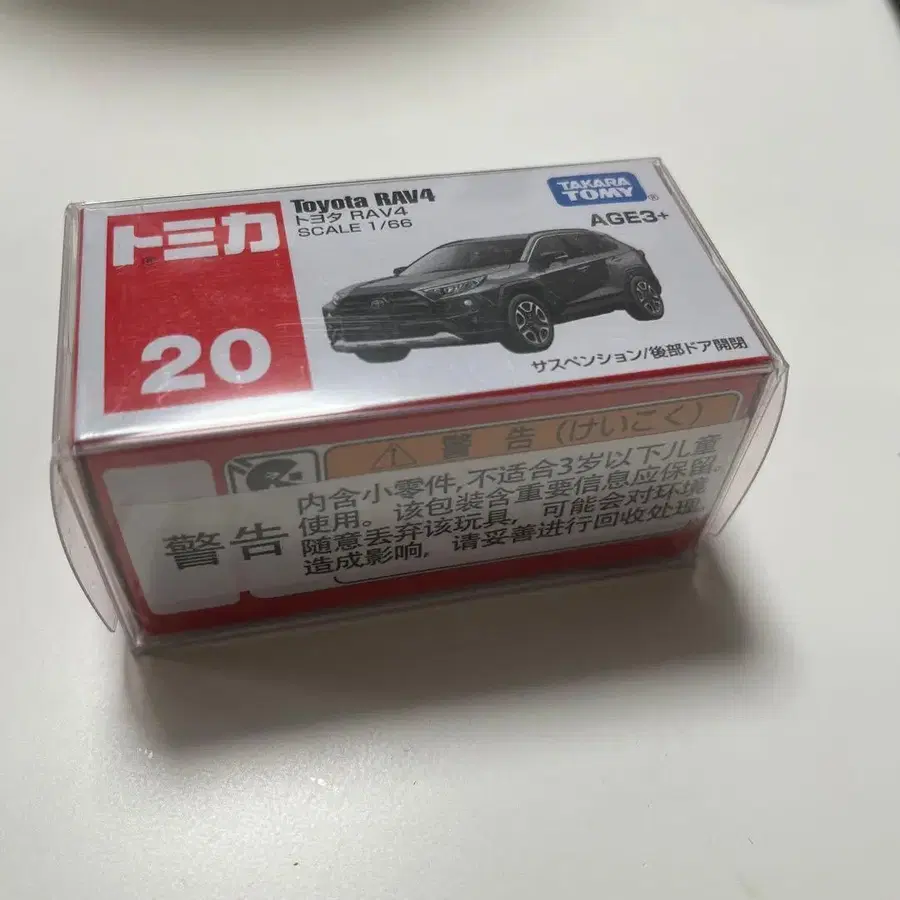 トミカ
20
Toyota RAV4
トヨタ RAV4
SCALE 1/66
TAKARA
TOMY®
AGE3+
サスペンション/後部ドア開閉
警告 (けいこく)
警告
内含小零件,不适合3岁以下儿童
使用。该包装含重要信息应保留。
随意丢弃该玩具,可能会对环境
造成影响,请妥善进行回收处理。